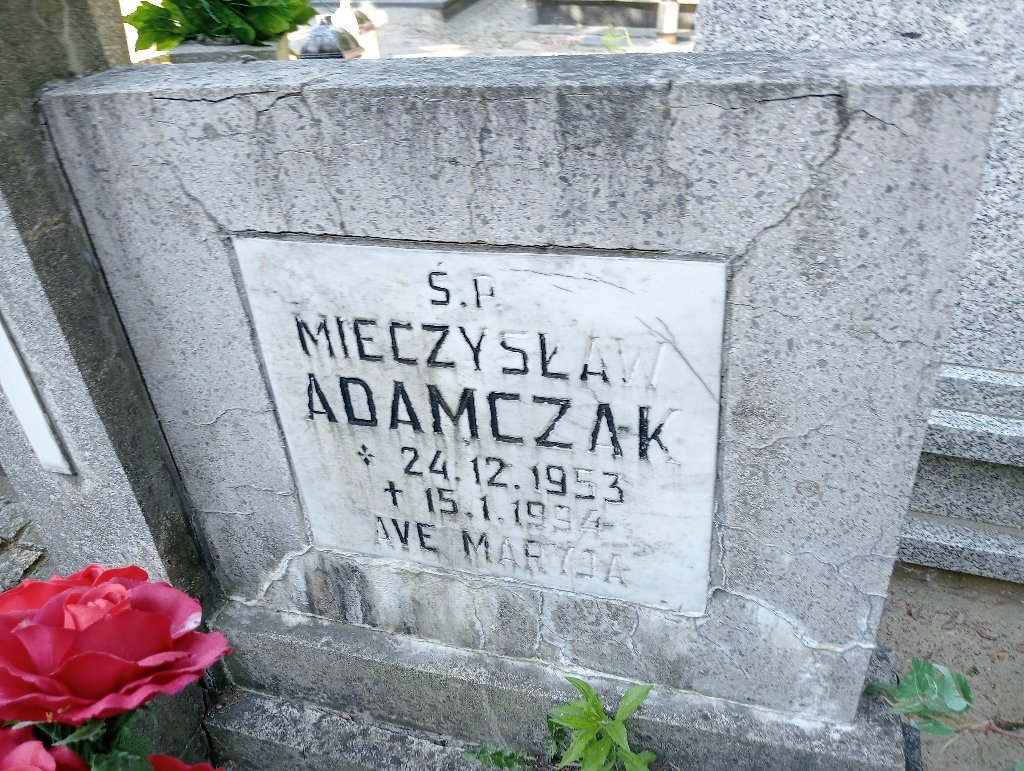 Ś.P.
MIECZYSŁAW
ADAMCZAK
* 24.12.1953
✝ 15.1.1994
AVE MARYJA